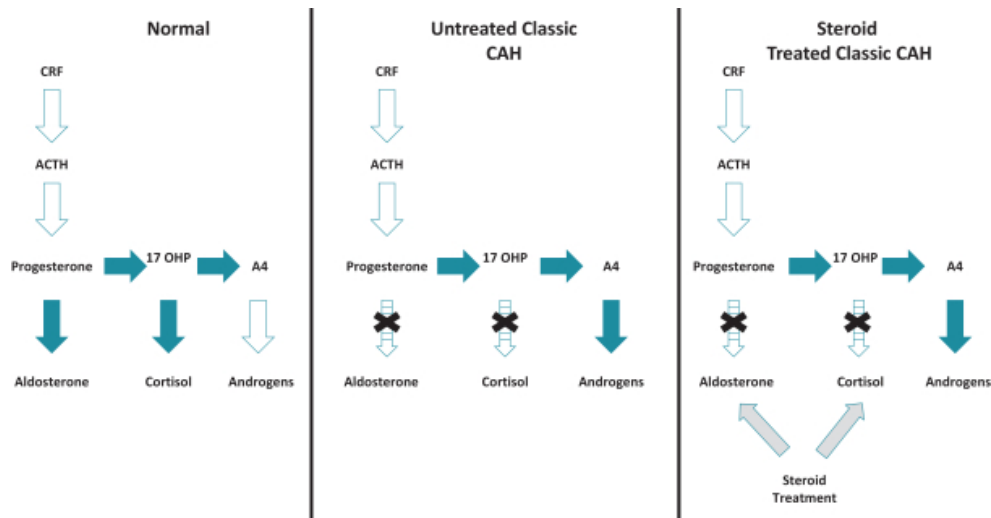 Normal
CRF
ACTH
Progesterone
17 OHP
A4
Aldosterone
Cortisol
Androgens
Untreated Classic
CAH
CRF
ACTH
Progesterone
17 OHP
A4
Aldosterone
Cortisol
Androgens
Steroid
Treated Classic CAH
CRF
ACTH
Progesterone
17 OHP
A4
Aldosterone
Cortisol
Androgens
Steroid
Treatment